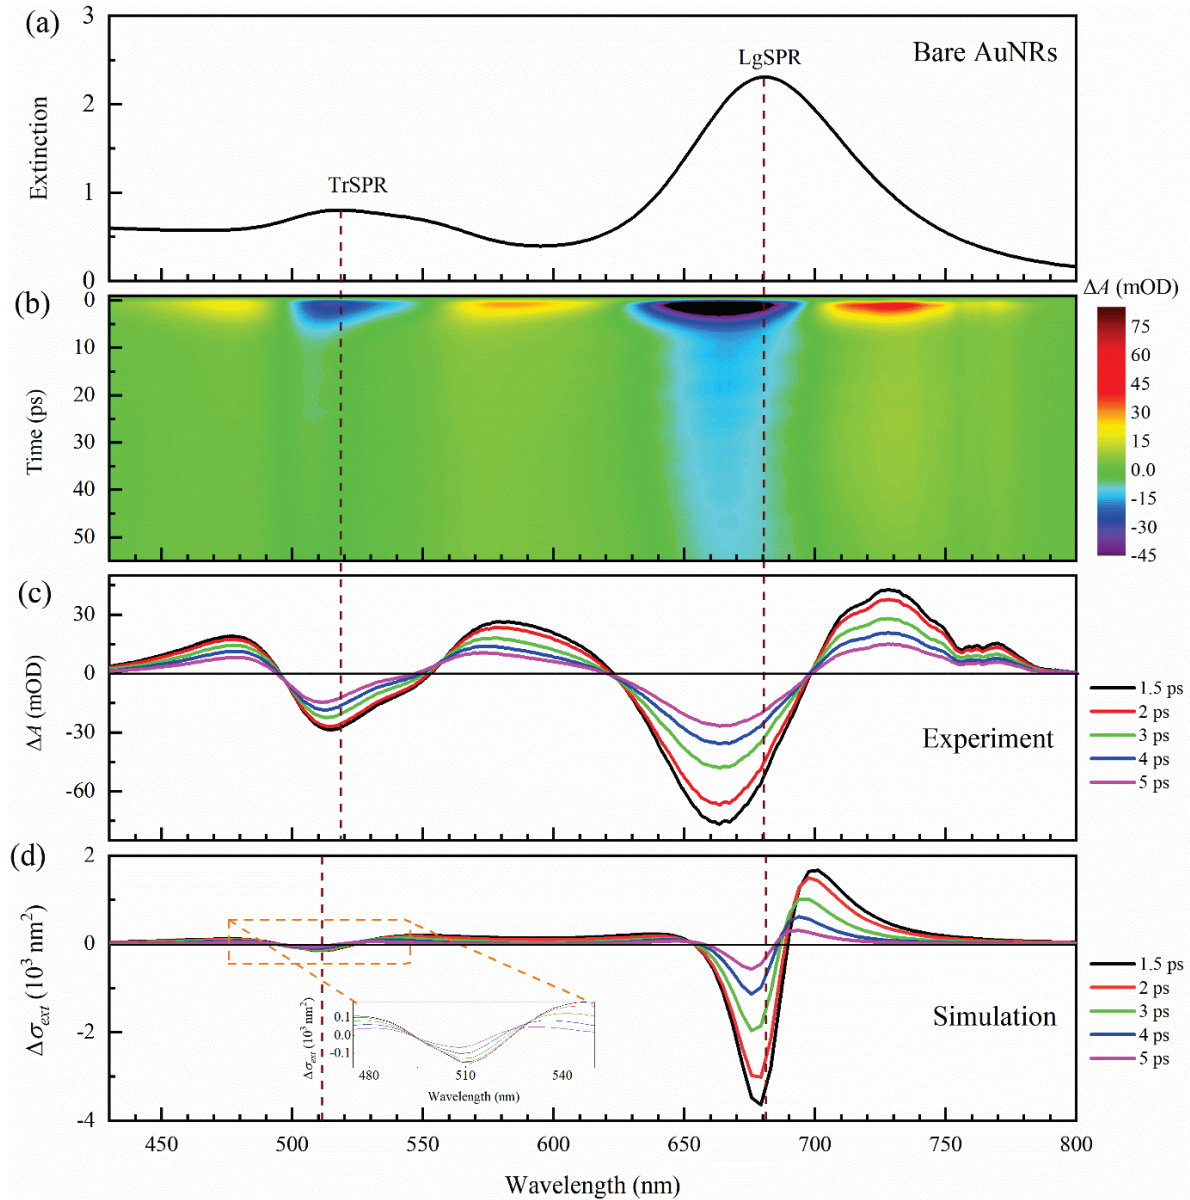 (a)
3
2
1
0
Extinction
Bare AuNRs
TrSPR
LgSPR
(b)
0
10
20
30
40
50
Time (ps)
ΔA (mOD)
75
60
45
30
15
0.0
-15
-30
-45
(c)
30
0
-30
-60
ΔA (mOD)
Experiment
1.5 ps
2 ps
3 ps
4 ps
5 ps
(d)
2
0
-2
-4
Δσext (10³ nm²)
Simulation
1.5 ps
2 ps
3 ps
4 ps
5 ps
Δσext (10³ nm²)
0.1
0.0
-0.1
480 510 540
Wavelength (nm)
450 500 550 600 650 700 750 800
Wavelength (nm)